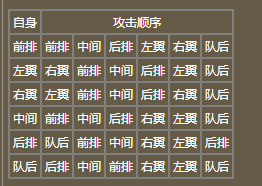 自身 攻击顺序
前排 前排 中间 后排 左翼 右翼 队后
左翼 右翼 前排 中间 后排 左翼 队后
右翼 左翼 前排 中间 后排 右翼 队后
中间 前排 中间 后排 右翼 左翼 队后
后排 队后 前排 中间 右翼 左翼 后排
队后 后排 中间 前排 右翼 左翼 队后